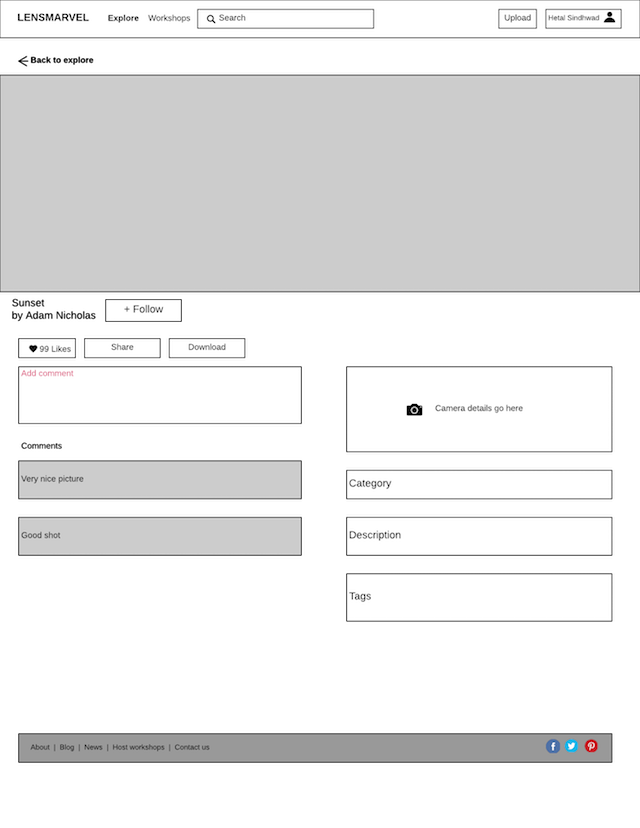 LENSMARVEL Explore Workshops Search Upload Hetal Sindhwad
Back to explore
Sunset
by Adam Nicholas
+ Follow
99 Likes Share Download
Add comment
Camera details go here
Comments
Very nice picture
Good shot
Category
Description
Tags
About | Blog | News | Host workshops | Contact us